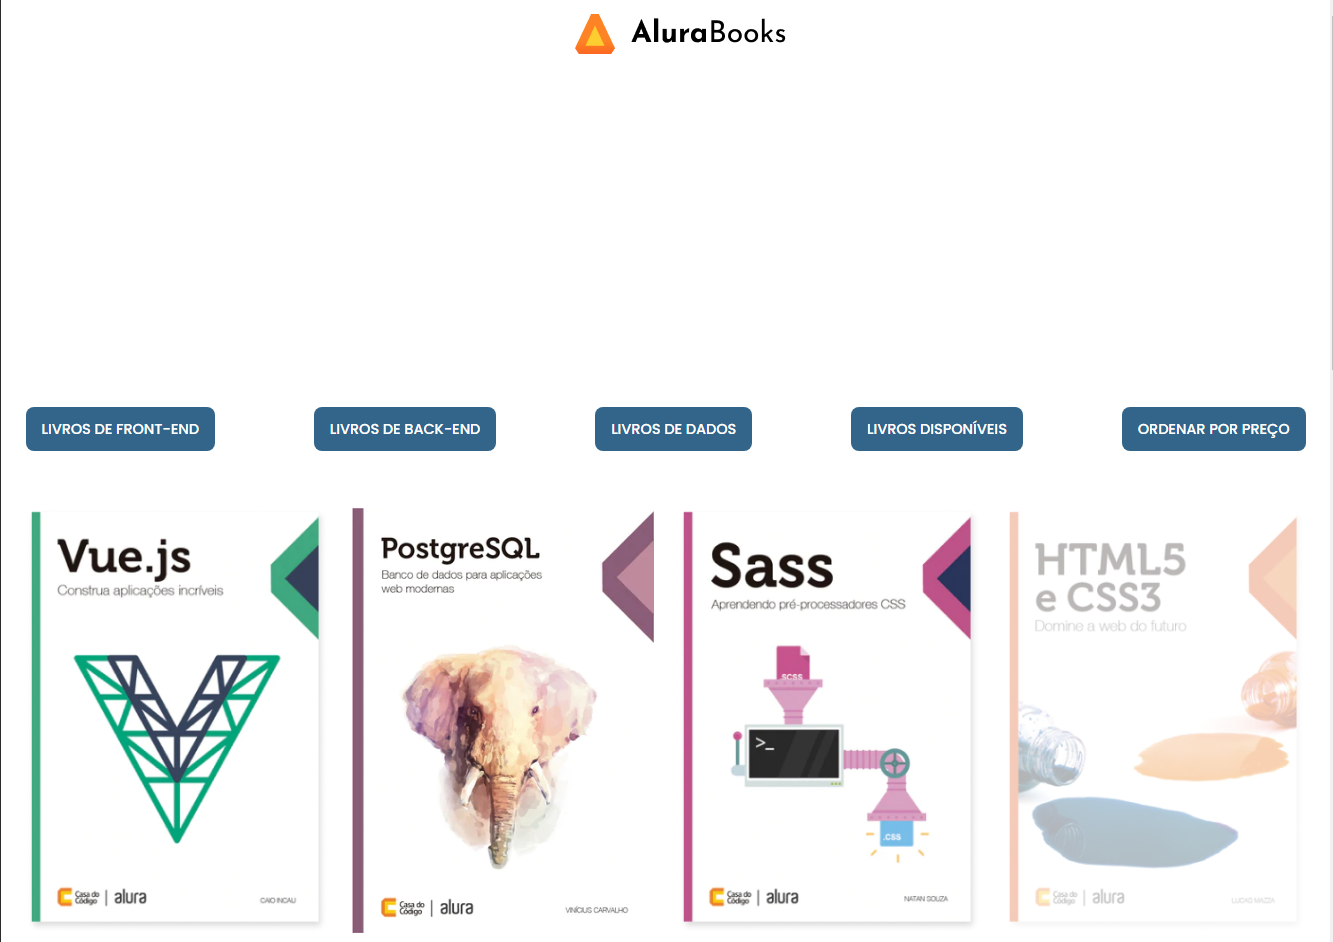 AluraBooks
LIVROS DE FRONT-END
LIVROS DE BACK-END
LIVROS DE DADOS
LIVROS DISPONÍVEIS
ORDENAR POR PREÇO
Vue.js
Construa aplicações incríveis
Casa do
Código
alura
CAIO INCAU
PostgreSQL
Banco de dados para aplicações
web modernas
Casa do
Código
alura
VINÍCIUS CARVALHO
Sass
Aprendendo pré-processadores CSS
SCSS
>_
.CSS
Casa do
Código
alura
NATAN SOUZA
HTML5
e CSS3
Domine a web do futuro
Casa do
Código
alura
LUCAS MAZZA